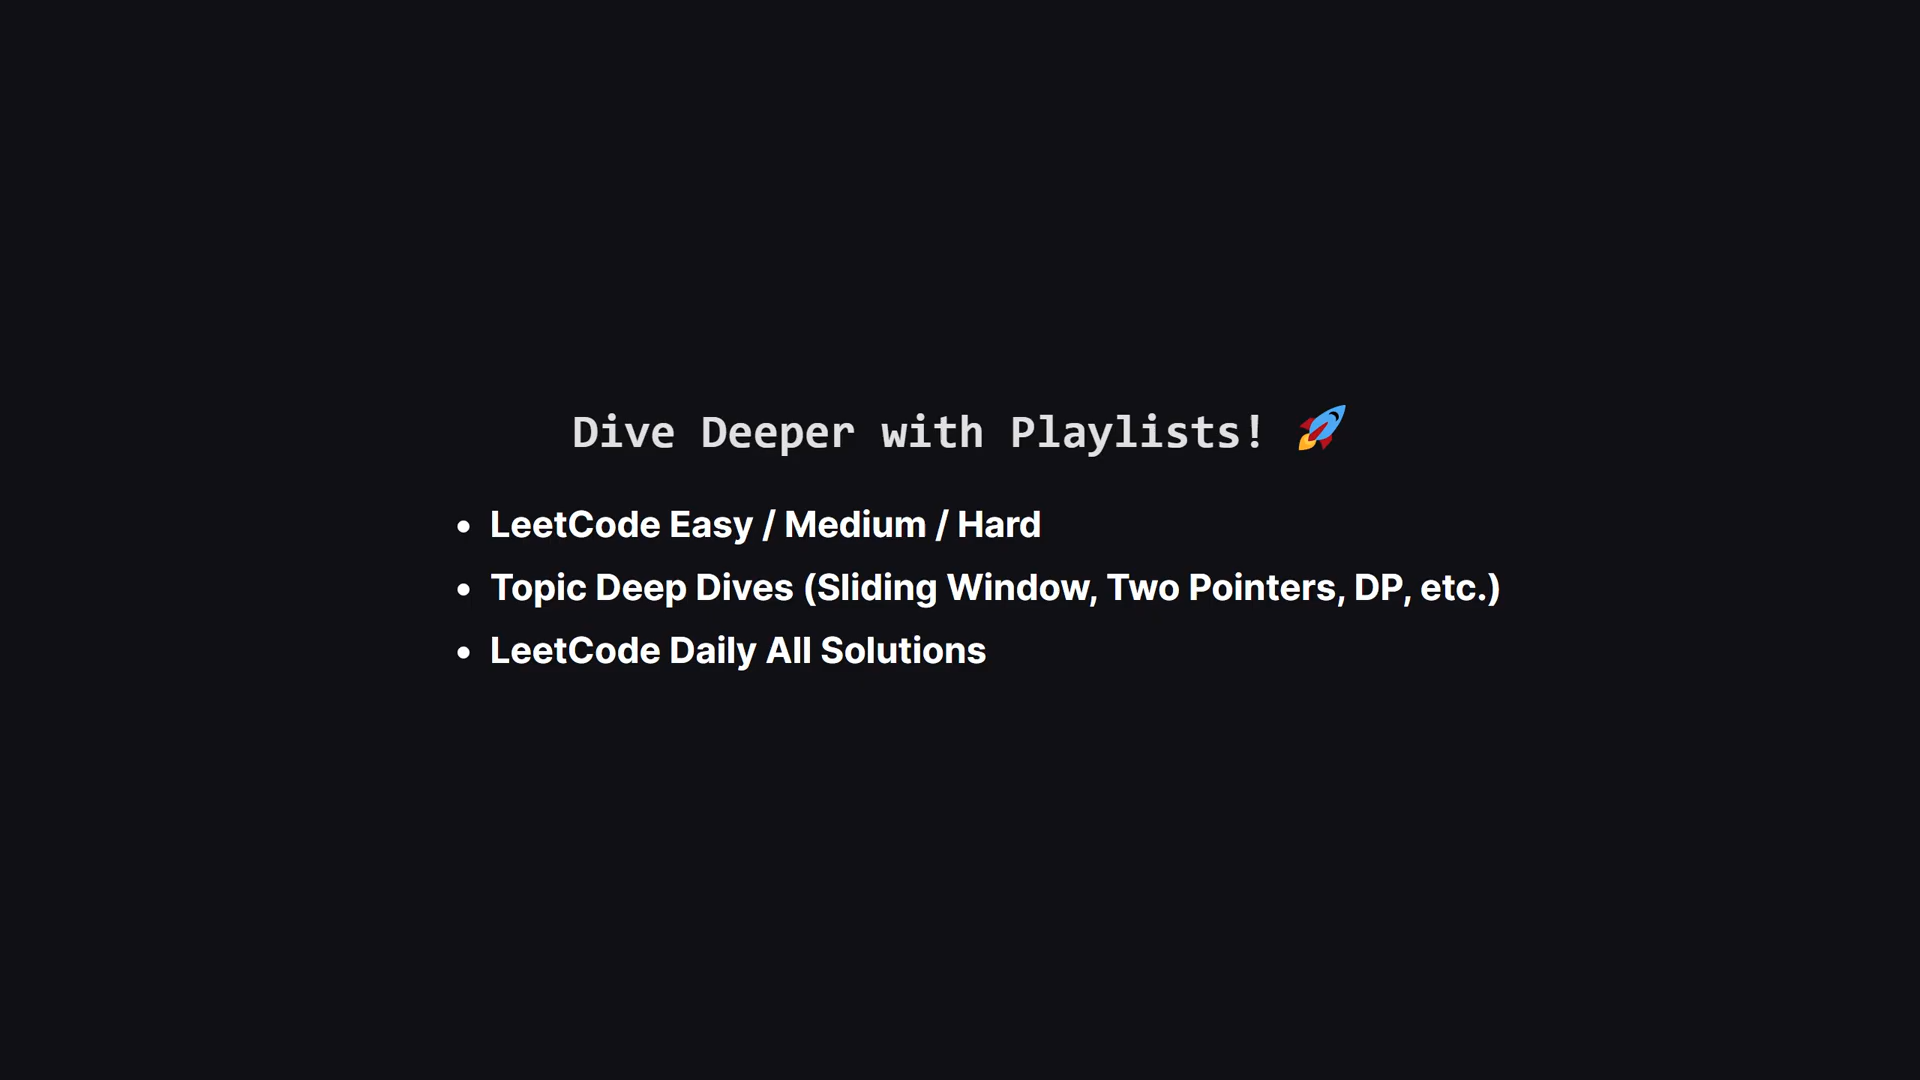 Dive Deeper with Playlists! 🚀
• LeetCode Easy / Medium / Hard
• Topic Deep Dives (Sliding Window, Two Pointers, DP, etc.)
• LeetCode Daily All Solutions